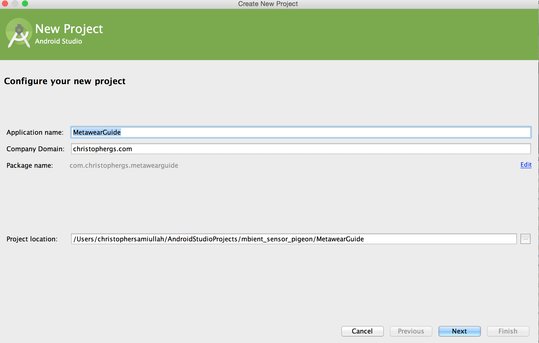 Create New Project
New Project
Android Studio
Configure your new project
Application name: MetawearGuide
Company Domain: christophergs.com
Package name: com.christophergs.metawearguide Edit
Project location: /Users/christophersamiullah/AndroidStudioProjects/mbient_sensor_pigeon/MetawearGuide ...
Cancel Previous Next Finish